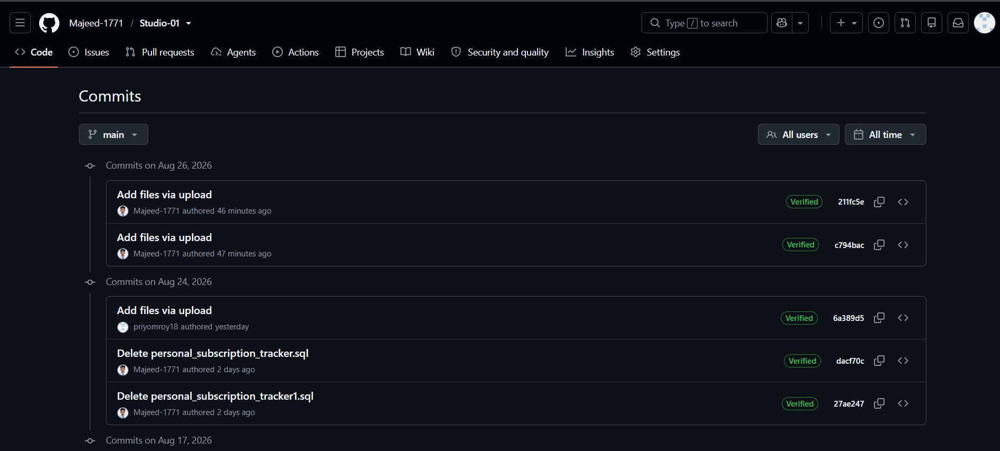 Majeed-1771 / Studio-01
Type / to search
Code Issues Pull requests Agents Actions Projects Wiki Security and quality Insights Settings
Commits
main All users All time
Commits on Aug 26, 2026
Add files via upload
Majeed-1771 authored 46 minutes ago
Verified 211fc5e
Add files via upload
Majeed-1771 authored 47 minutes ago
Verified c794bac
Commits on Aug 24, 2026
Add files via upload
priyomroy18 authored yesterday
Verified 6a389d5
Delete personal_subscription_tracker.sql
Majeed-1771 authored 2 days ago
Verified dacf70c
Delete personal_subscription_tracker1.sql
Majeed-1771 authored 2 days ago
Verified 27ae247
Commits on Aug 17, 2026